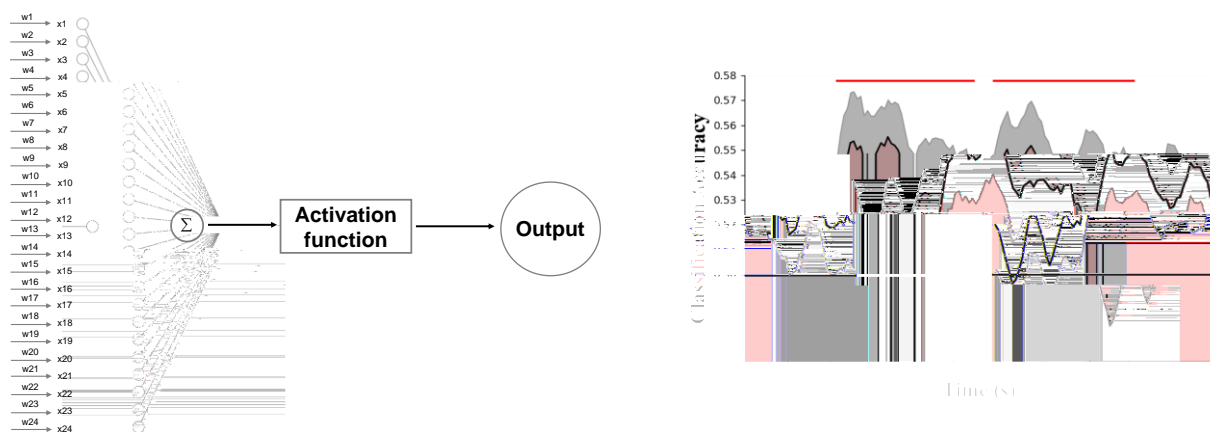 w1
x1
w2
x2
w3
x3
w4
x4
w5
x5
w6
x6
w7
x7
w8
x8
w9
x9
w10
x10
w11
x11
w12
x12
w13
x13
w14
x14
w15
x15
w16
x16
w17
x17
w18
x18
w19
x19
w20
x20
w21
x21
w22
x22
w23
x23
w24
x24
Σ
Activation
function
Output
0.58
0.57
0.56
0.55
0.54
0.53
Classification Accuracy
Time (s)